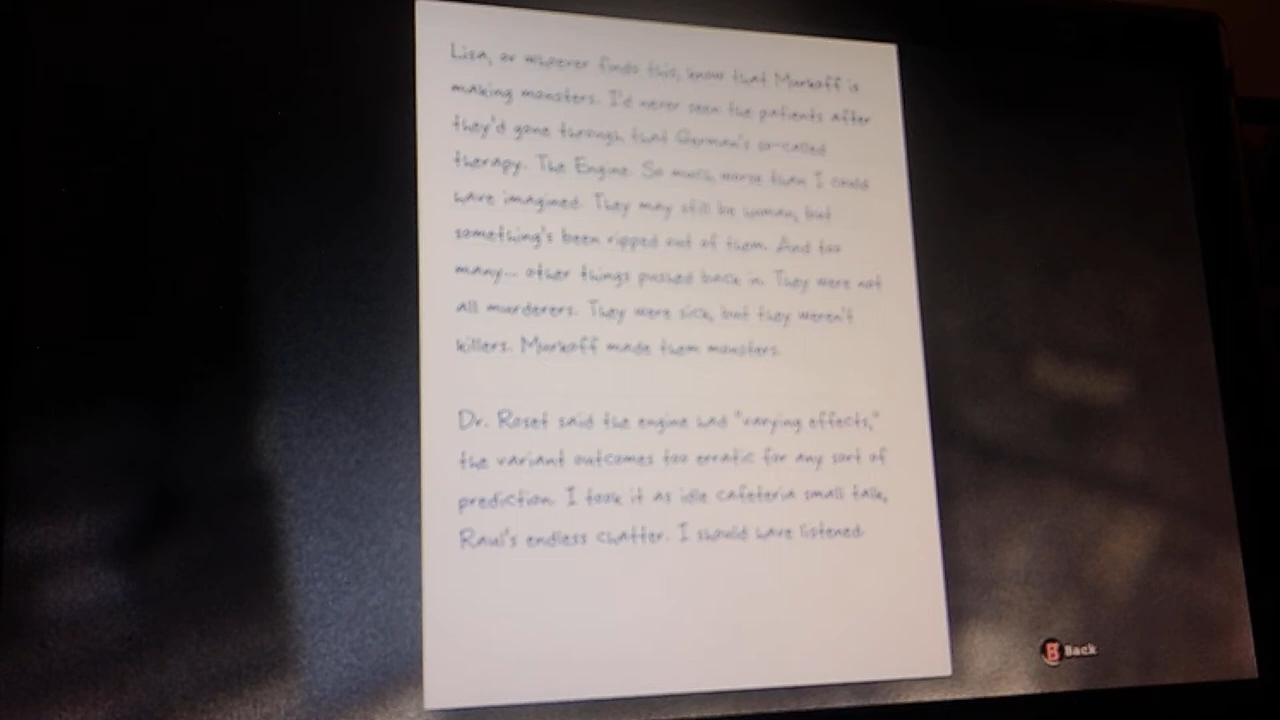 Lisa, or whoever finds this, know that Murkoff is
making monsters. I'd never seen the patients after
they'd gone through that German's so-called
therapy. The Engine. So much worse than I could
have imagined. They may still be human, but
something's been ripped out of them. And too
many... other things pushed back in. They were not
all murderers. They were sick, but they weren't
killers. Murkoff made them monsters.
Dr. Roset said the engine had "varying effects,"
the variant outcomes too erratic for any sort of
prediction. I took it as idle cafeteria small talk,
Raul's endless chatter. I should have listened.
B Back